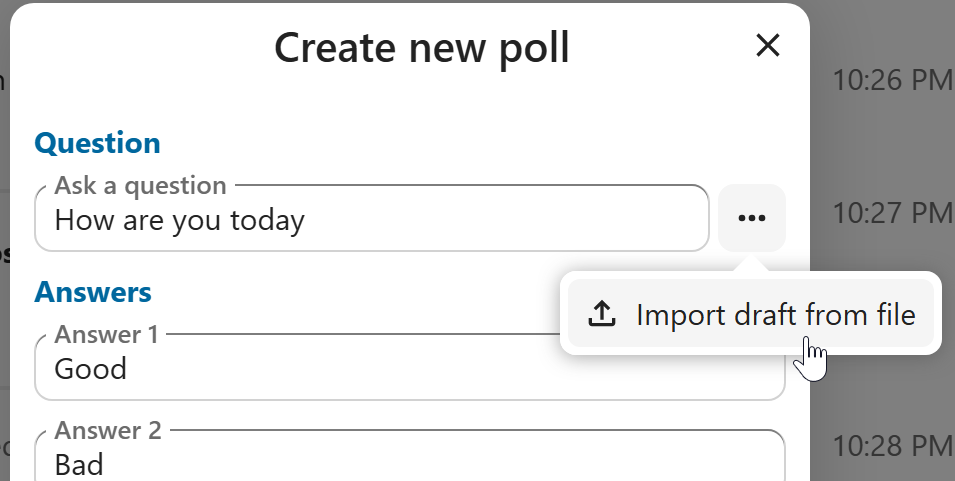 Create new poll
10:26 PM
Question
Ask a question
How are you today
10:27 PM
Answers
Import draft from file
Answer 1
Good
Answer 2
10:28 PM
Bad